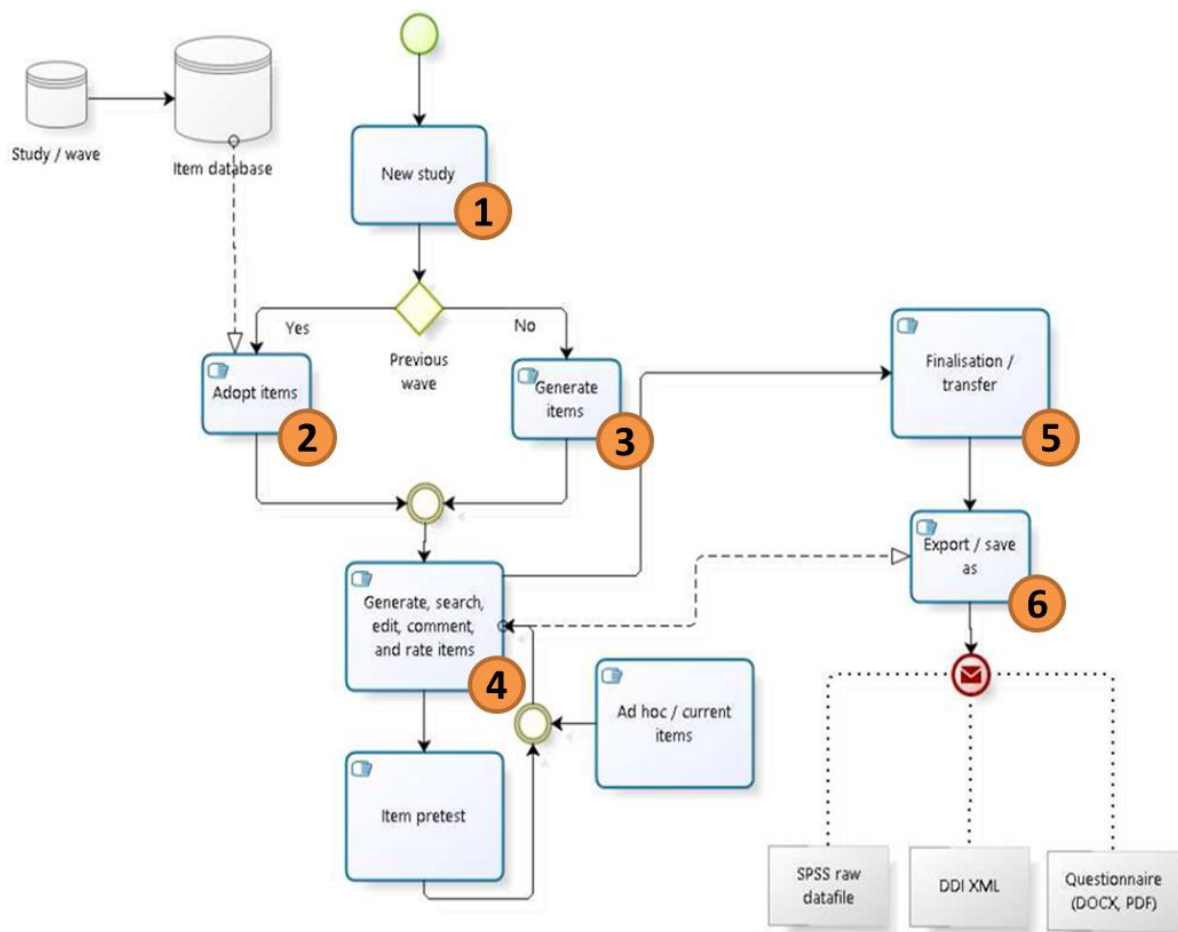 Study / wave
Item database
New study
1
Yes
No
Previous
wave
Adopt items
2
Generate
items
3
Finalisation /
transfer
5
Generate, search,
edit, comment,
and rate items
4
Export / save
as
6
Ad hoc / current
items
Item pretest
SPSS raw
datafile
DDI XML
Questionnaire
(DOCX, PDF)